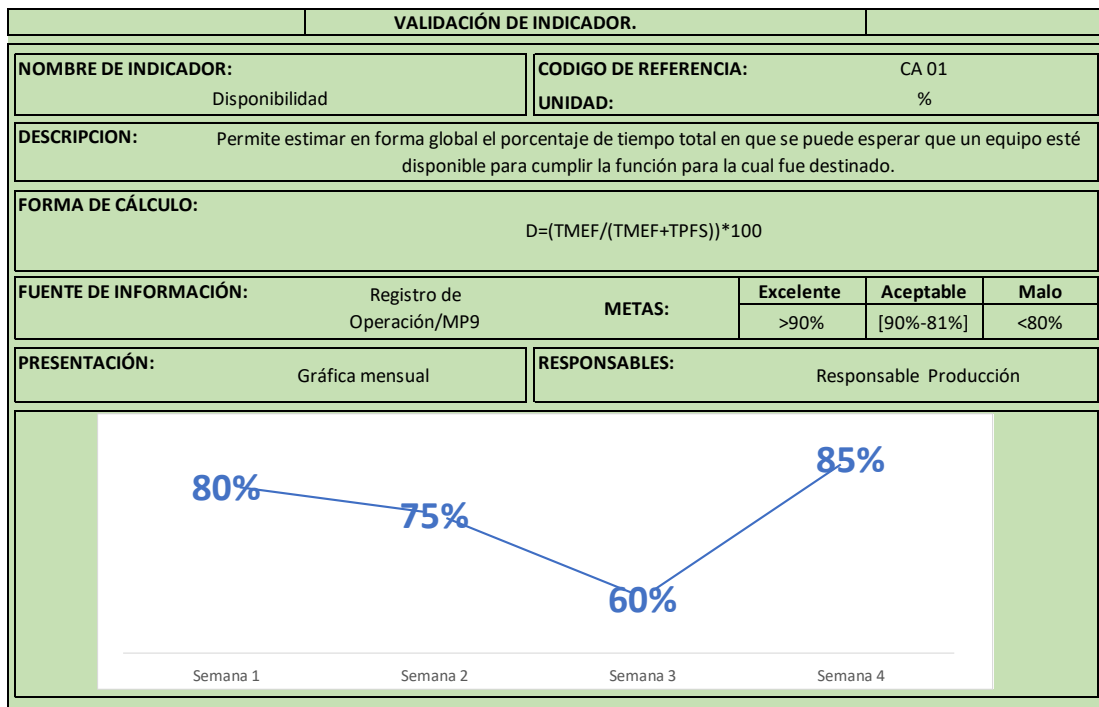 VALIDACIÓN DE INDICADOR.
NOMBRE DE INDICADOR:
Disponibilidad
CODIGO DE REFERENCIA: CA 01
UNIDAD: %
DESCRIPCION: Permite estimar en forma global el porcentaje de tiempo total en que se puede esperar que un equipo esté
disponible para cumplir la función para la cual fue destinado.
FORMA DE CÁLCULO:
D=(TMEF/(TMEF+TPFS))*100
FUENTE DE INFORMACIÓN: Registro de
Operación/MP9
METAS:
Excelente Aceptable Malo
>90% [90%-81%] <80%
PRESENTACIÓN: Gráfica mensual
RESPONSABLES: Responsable Producción
80%
75%
60%
85%
Semana 1 Semana 2 Semana 3 Semana 4